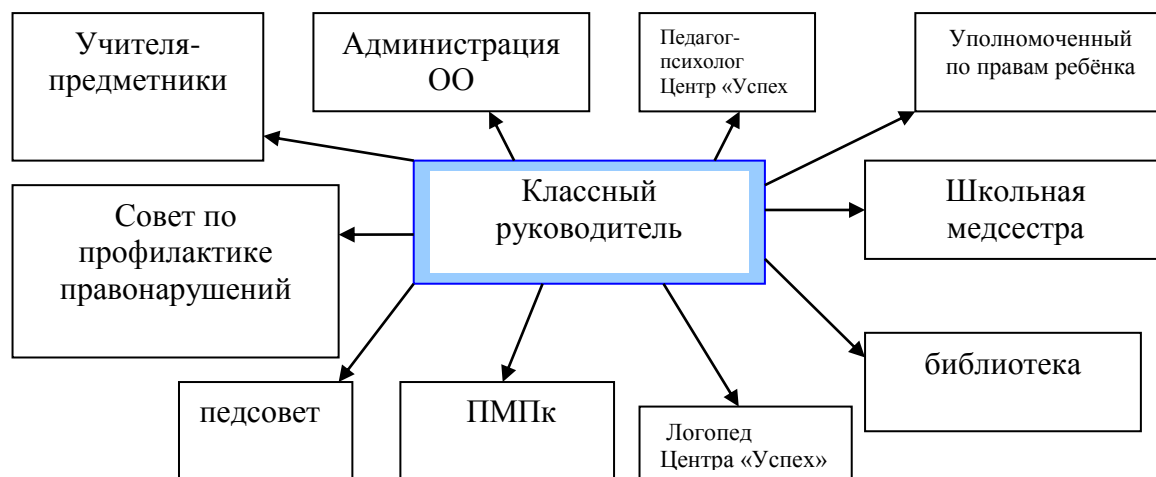 Учителя-
предметники
Администрация
ОО
Педагог-
психолог
Центр «Успех
Уполномоченный
по правам ребёнка
Классный
руководитель
Школьная
медсестра
Совет по
профилактике
правонарушений
библиотека
педсовет
ПМПк
Логопед
Центра «Успех»